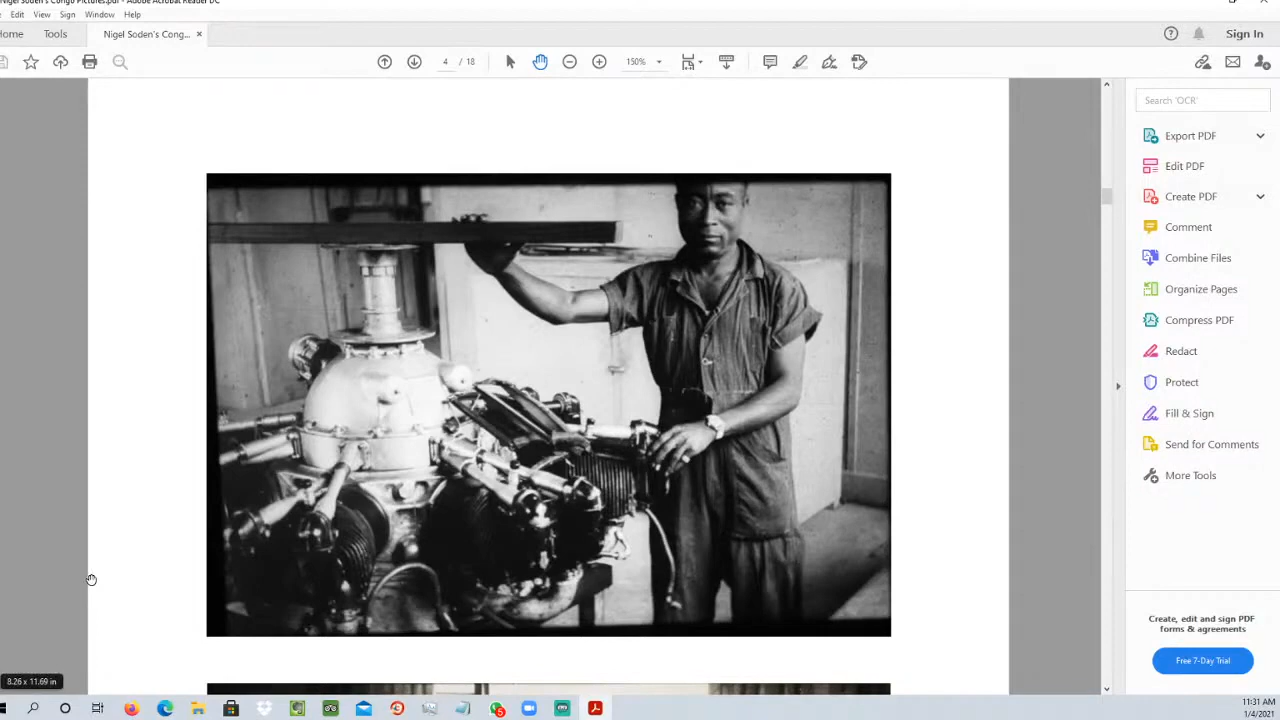 Nigel Soden's Congo Pictures.pdf - Adobe Acrobat Reader DC
Edit View Sign Window Help
Home Tools Nigel Soden's Cong... × Sign In
4 / 18 150%
Search 'OCR'
Export PDF
Edit PDF
Create PDF
Comment
Combine Files
Organize Pages
Compress PDF
Redact
Protect
Fill & Sign
Send for Comments
More Tools
Create, edit and sign PDF
forms & agreements
Free 7-Day Trial
8.26 x 11.69 in
5
11:31 AM
1/4/2021